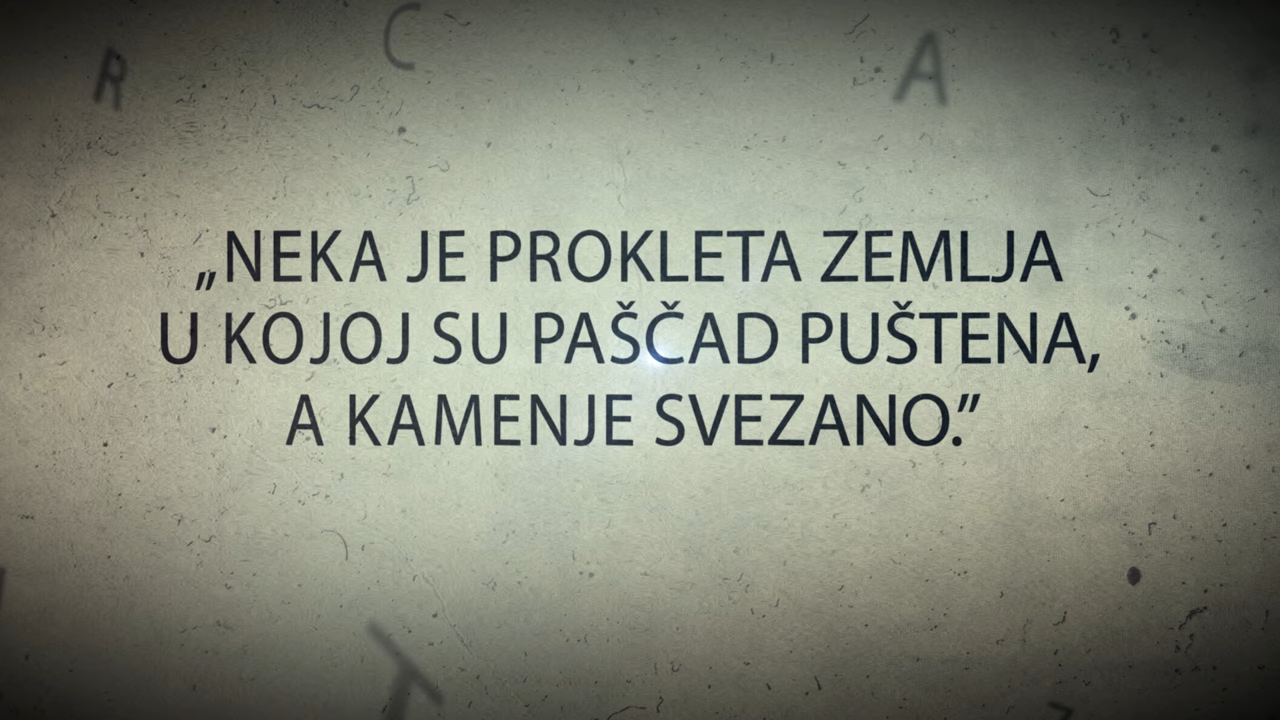 „NEKA JE PROKLETA ZEMLJA
U KOJOJ SU PAŠČAD PUŠTENA,
A KAMENJE SVEZANO.”
R
C
A
T